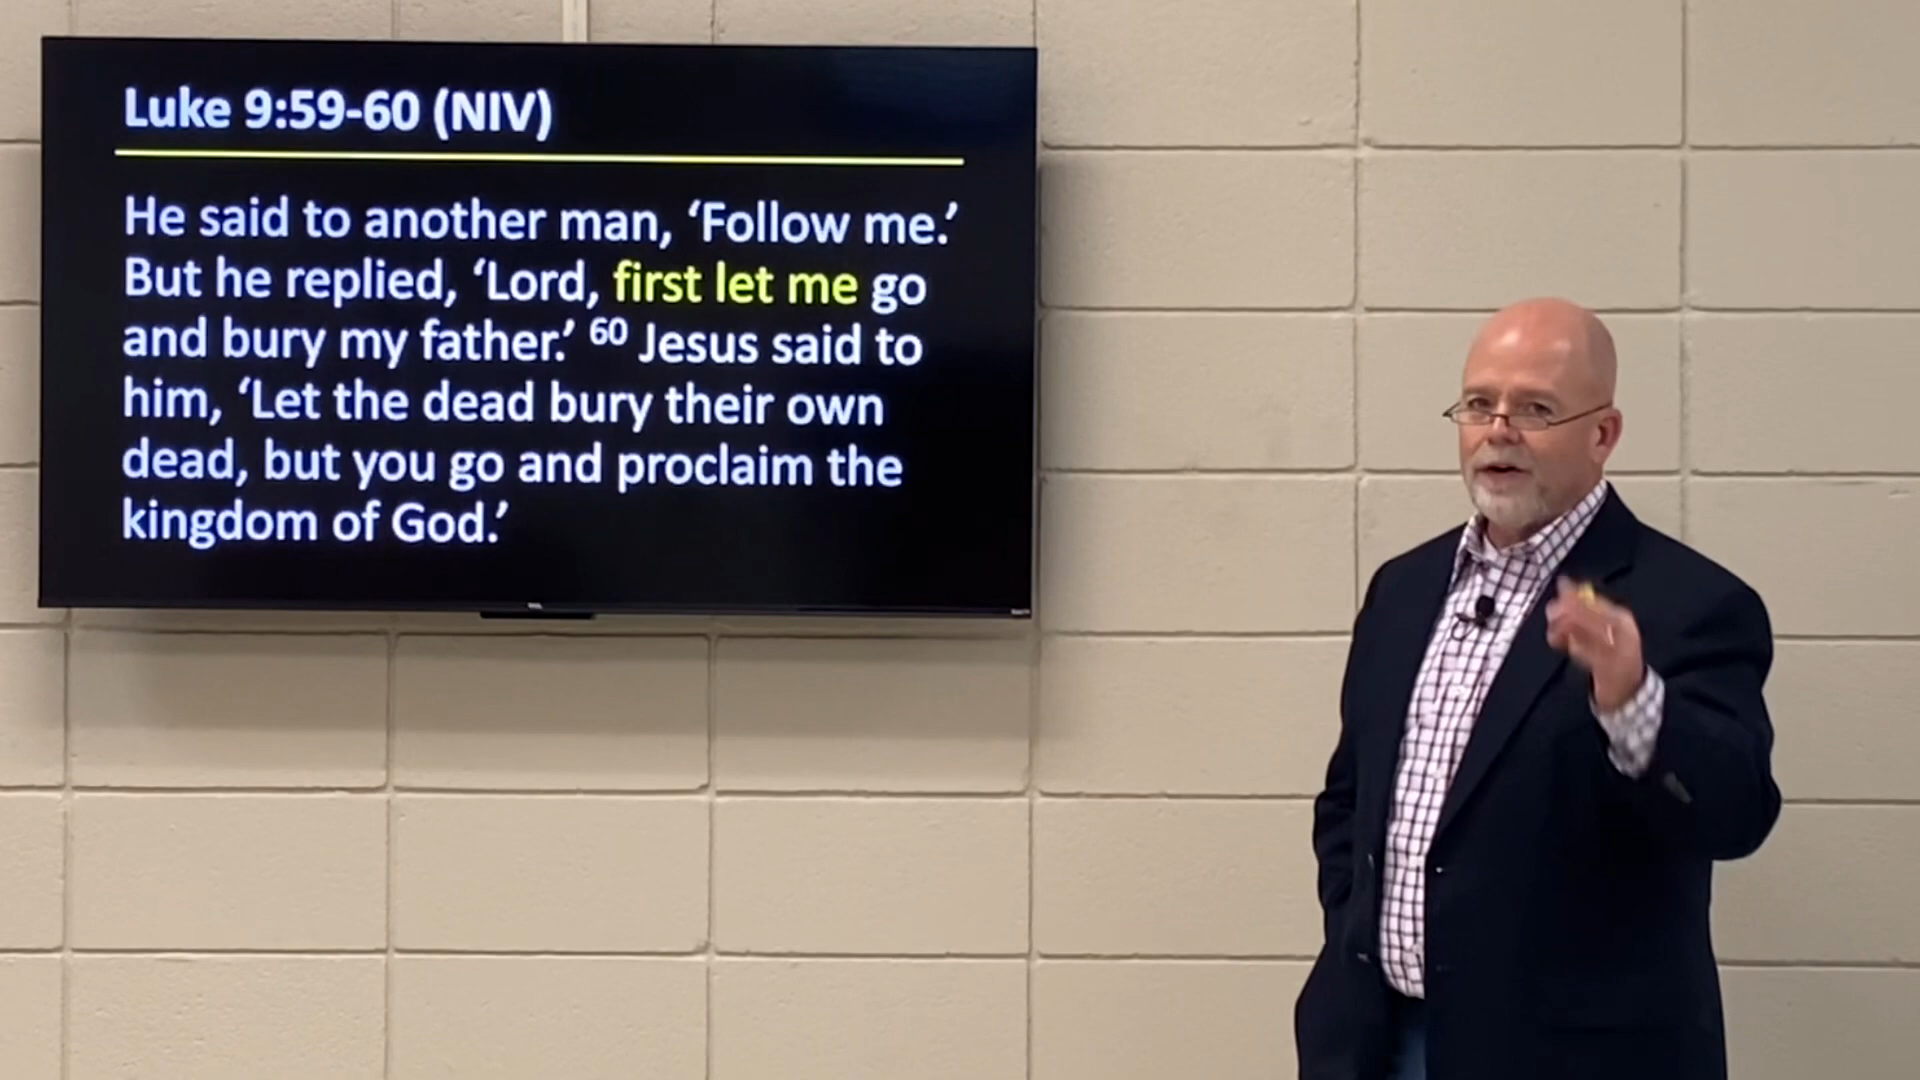 Luke 9:59-60 (NIV)
He said to another man, ‘Follow me.’
But he replied, ‘Lord, first let me go
and bury my father.’ 60 Jesus said to
him, ‘Let the dead bury their own
dead, but you go and proclaim the
kingdom of God.’